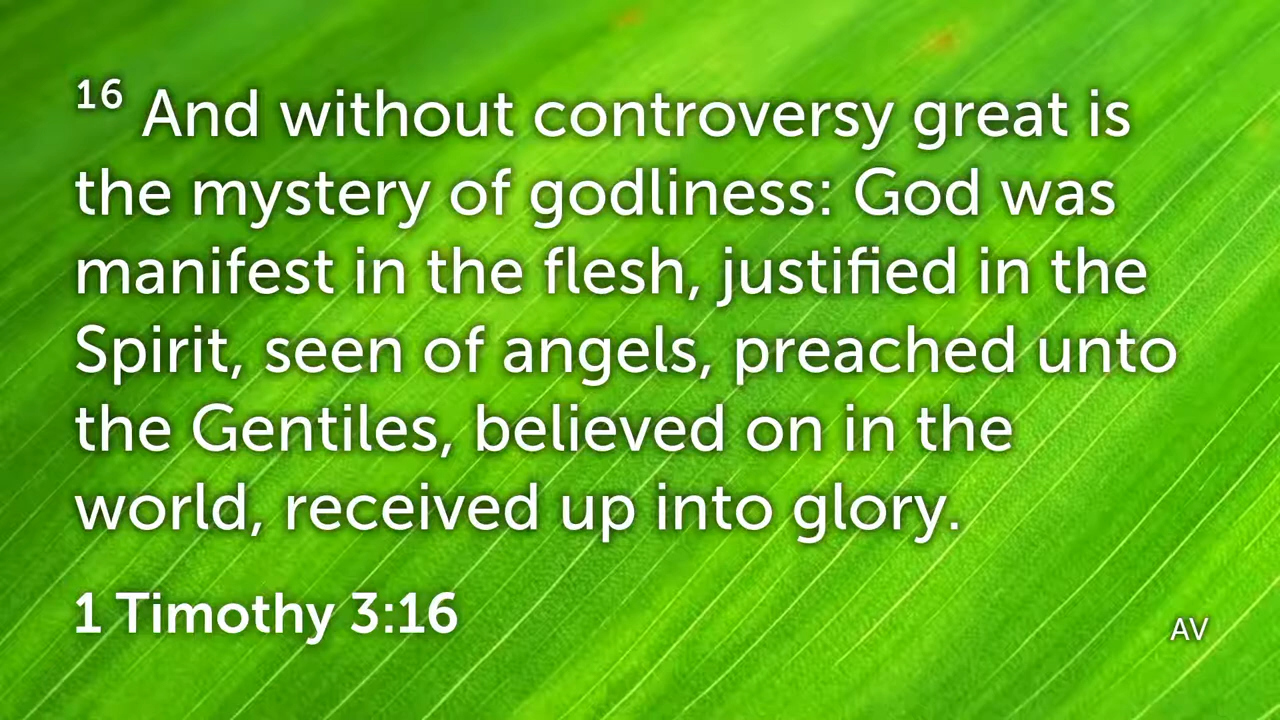 16 And without controversy great is
the mystery of godliness: God was
manifest in the flesh, justified in the
Spirit, seen of angels, preached unto
the Gentiles, believed on in the
world, received up into glory.
1 Timothy 3:16
AV